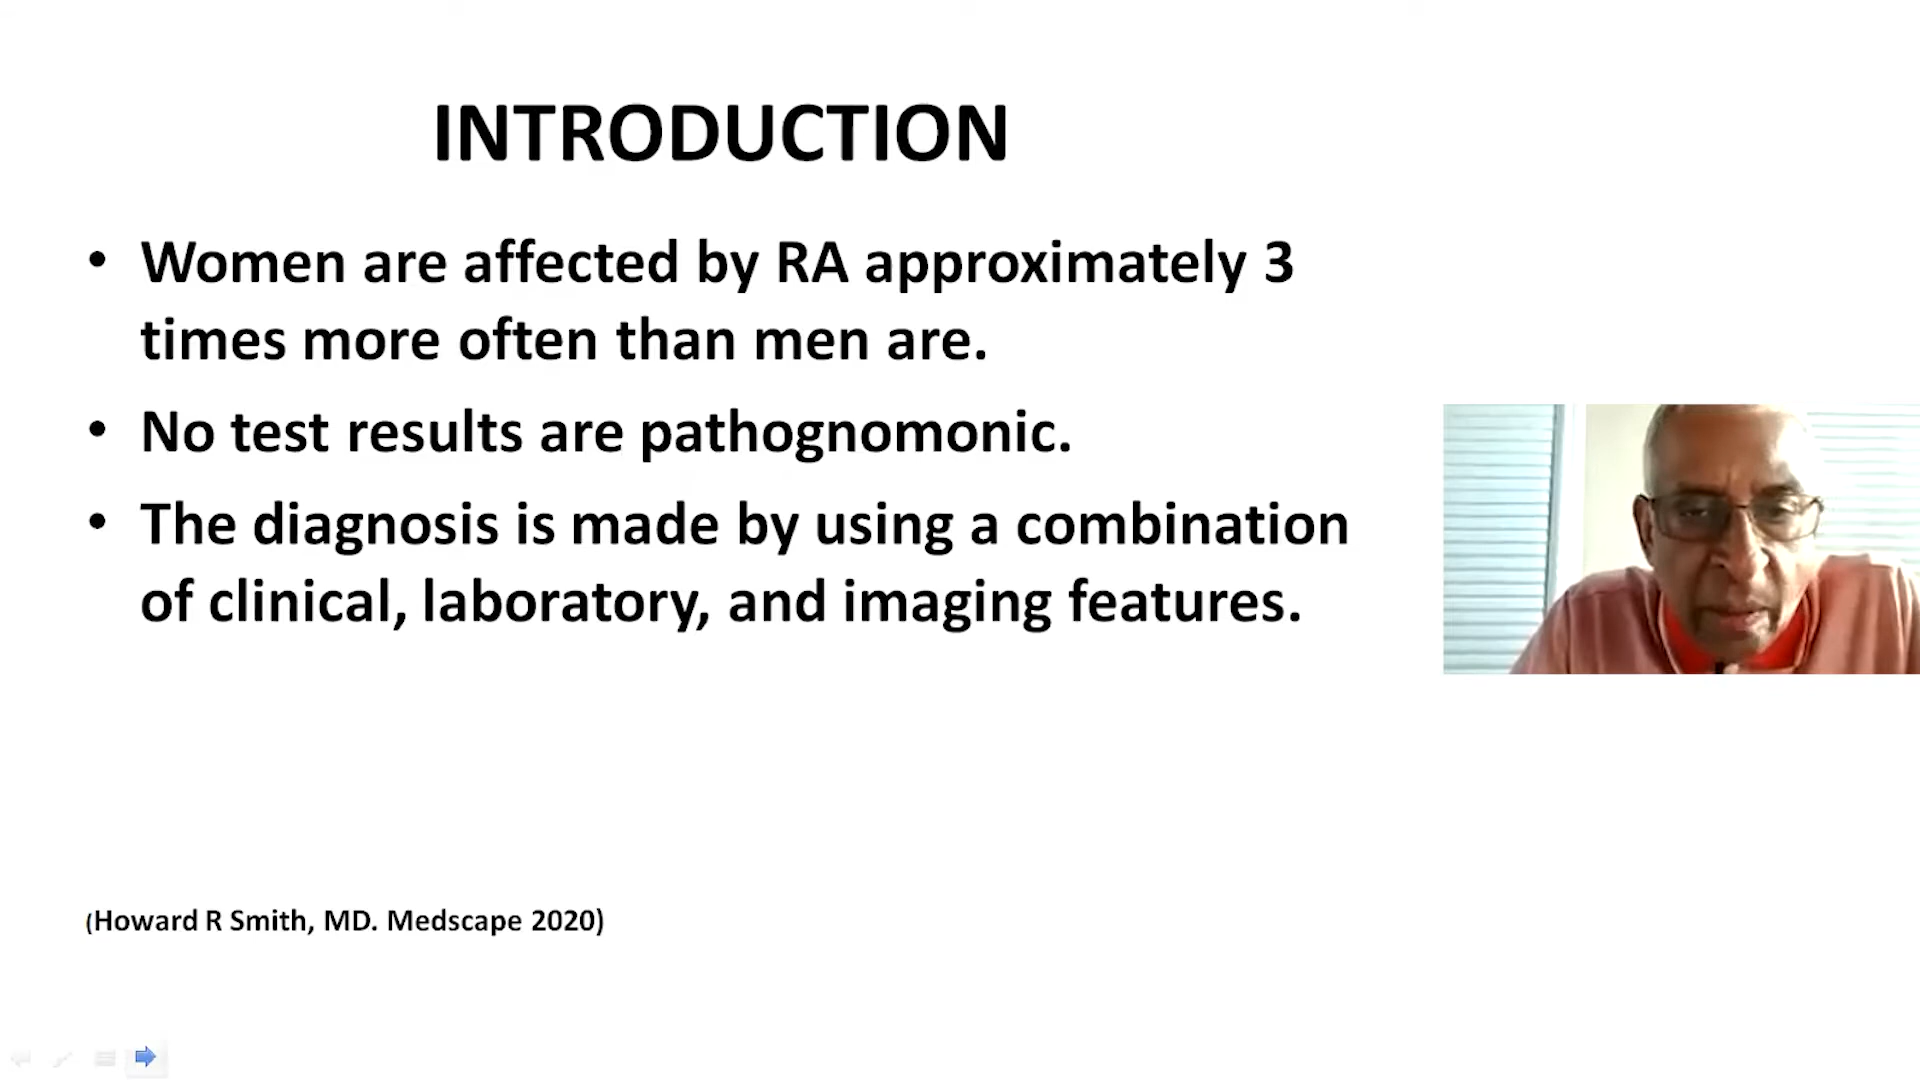 INTRODUCTION
• Women are affected by RA approximately 3
times more often than men are.
• No test results are pathognomonic.
• The diagnosis is made by using a combination
of clinical, laboratory, and imaging features.
(Howard R Smith, MD. Medscape 2020)